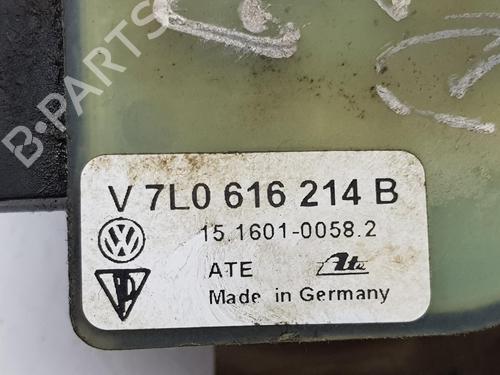 B-PARTS
V 7L0 616 214 B
15.1601-0058.2
ATE Ate
Made in Germany